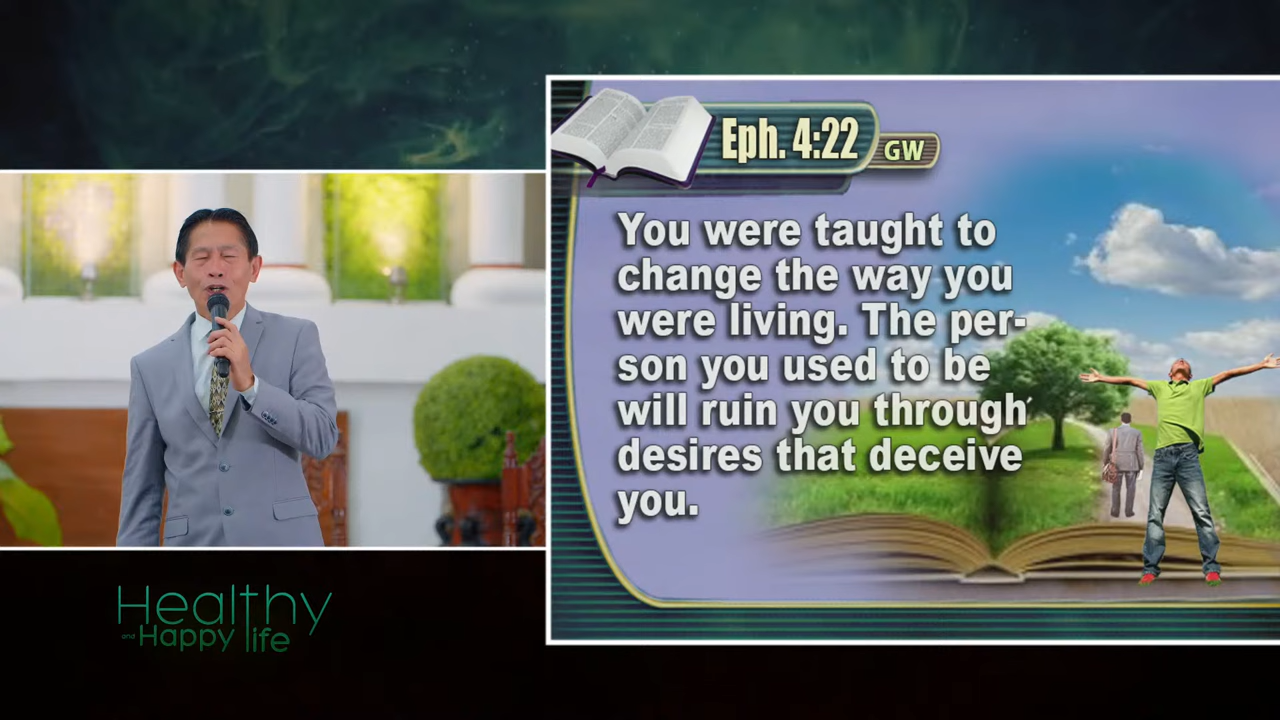 Eph. 4:22
GW
You were taught to
change the way you
were living. The per-
son you used to be
will ruin you through
desires that deceive
you.
Healthy
and Happy life